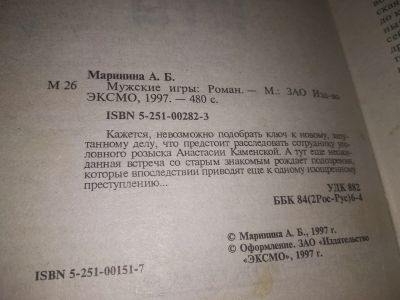 Маринина А. Б.
М 26 Мужские игры: Роман. — М.: ЗАО Изд-во
ЭКСМО, 1997. — 480 с.
ISBN 5-251-00282-3
Кажется, невозможно подобрать ключ к новому, запу-
танному делу, что предстоит расследовать сотруднику уго-
ловного розыска Анастасии Каменской. А тут еще неожи-
данная встреча со старым знакомым рождает подозрения,
которые впоследствии приводят еще к одному изощренному
преступлению...
УДК 882
ББК 84(2Рос-Рус)6-4
© Маринина А. Б., 1997 г.
© Оформление. ЗАО «Издательство
«ЭКСМО», 1997 г.
ISBN 5-251-00151-7